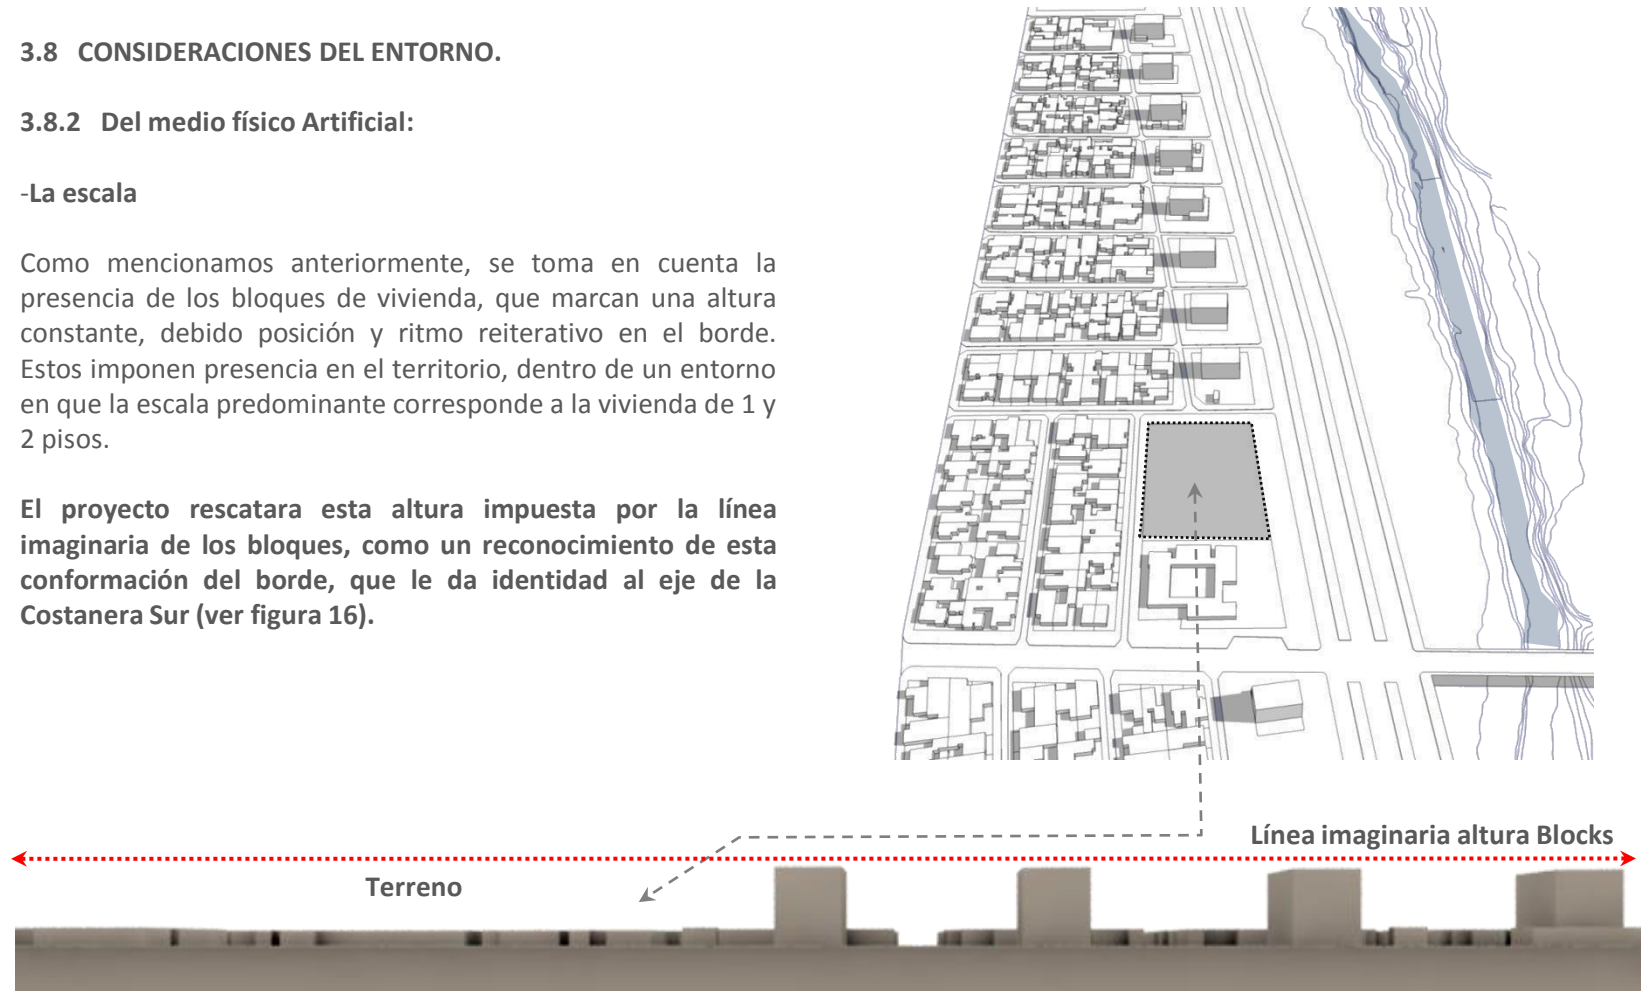 3.8 CONSIDERACIONES DEL ENTORNO.
3.8.2 Del medio físico Artificial:
-La escala
Como mencionamos anteriormente, se toma en cuenta la
presencia de los bloques de vivienda, que marcan una altura
constante, debido posición y ritmo reiterativo en el borde.
Estos imponen presencia en el territorio, dentro de un entorno
en que la escala predominante corresponde a la vivienda de 1 y
2 pisos.
El proyecto rescatara esta altura impuesta por la línea
imaginaria de los bloques, como un reconocimiento de esta
conformación del borde, que le da identidad al eje de la
Costanera Sur (ver figura 16).
Línea imaginaria altura Blocks
Terreno